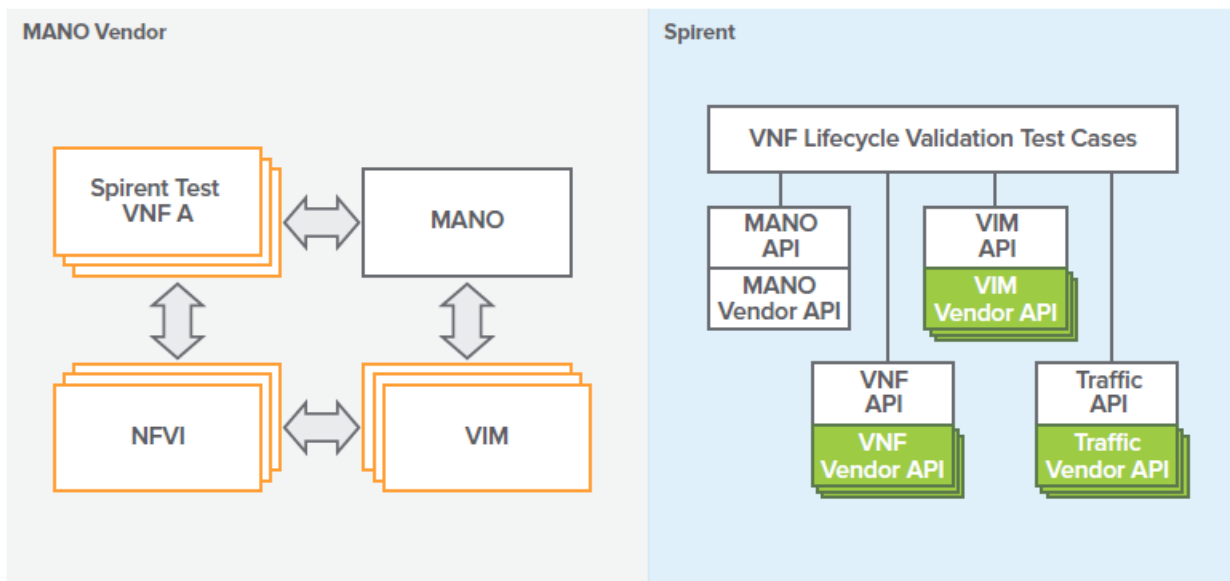 MANO Vendor
Spirent Test
VNF A
MANO
NFVI
VIM
Spirent
VNF Lifecycle Validation Test Cases
MANO
API
MANO
Vendor API
VIM
API
VIM
Vendor API
VNF
API
VNF
Vendor API
Traffic
API
Traffic
Vendor API